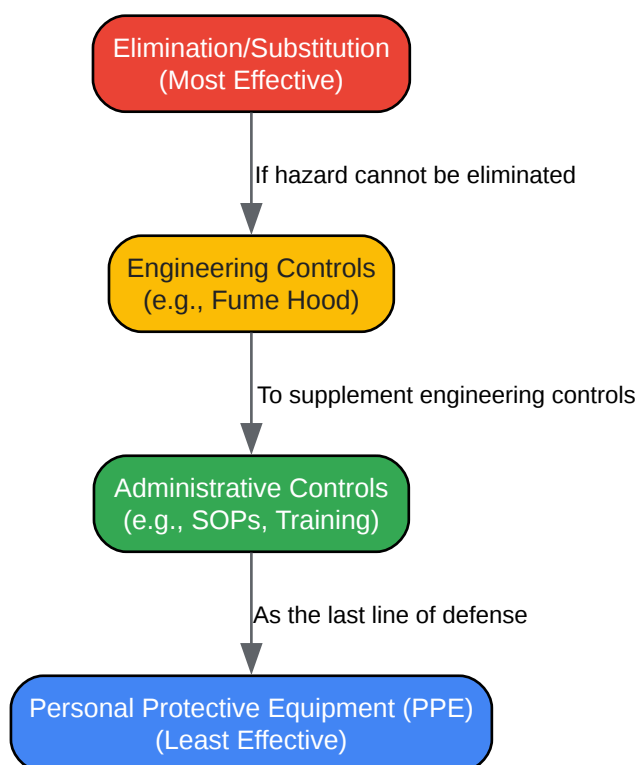 Elimination/Substitution
(Most Effective)
If hazard cannot be eliminated
Engineering Controls
(e.g., Fume Hood)
To supplement engineering controls
Administrative Controls
(e.g., SOPs, Training)
As the last line of defense
Personal Protective Equipment (PPE)
(Least Effective)